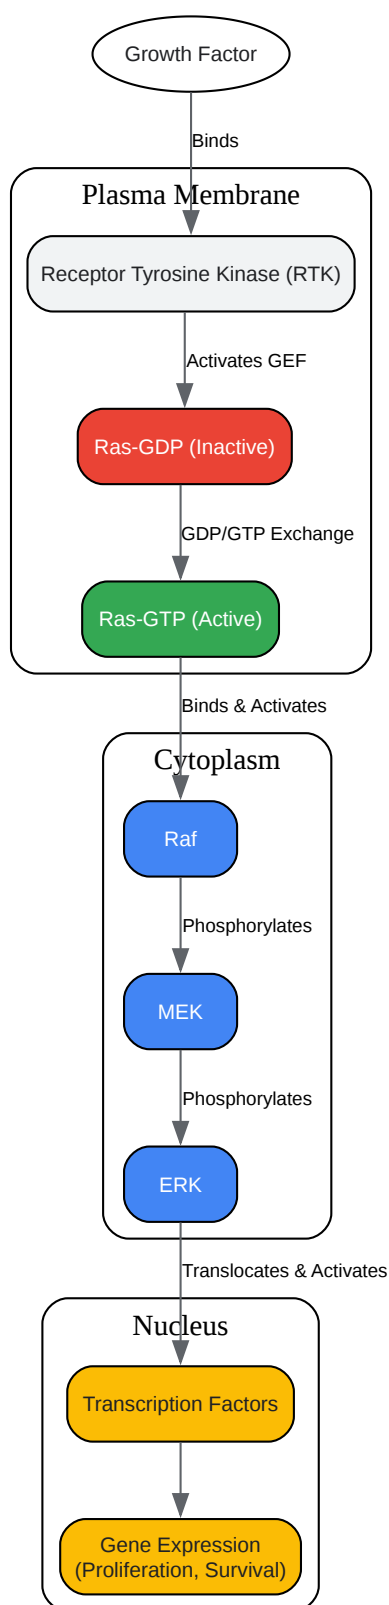 Growth Factor
Binds
Plasma Membrane
Receptor Tyrosine Kinase (RTK)
Activates GEF
Ras-GDP (Inactive)
GDP/GTP Exchange
Ras-GTP (Active)
Binds & Activates
Cytoplasm
Raf
Phosphorylates
MEK
Phosphorylates
ERK
Translocates & Activates
Nucleus
Transcription Factors
Gene Expression
(Proliferation, Survival)